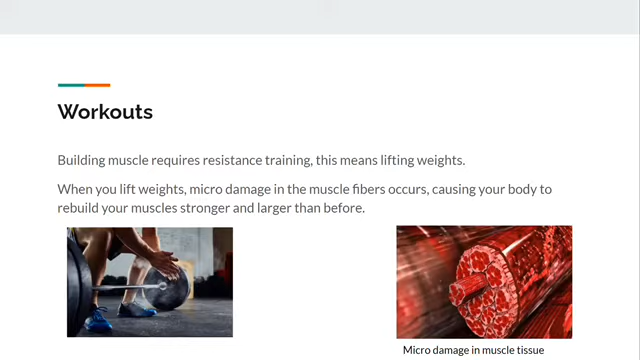 Workouts
Building muscle requires resistance training, this means lifting weights.
When you lift weights, micro damage in the muscle fibers occurs, causing your body to
rebuild your muscles stronger and larger than before.
Micro damage in muscle tissue